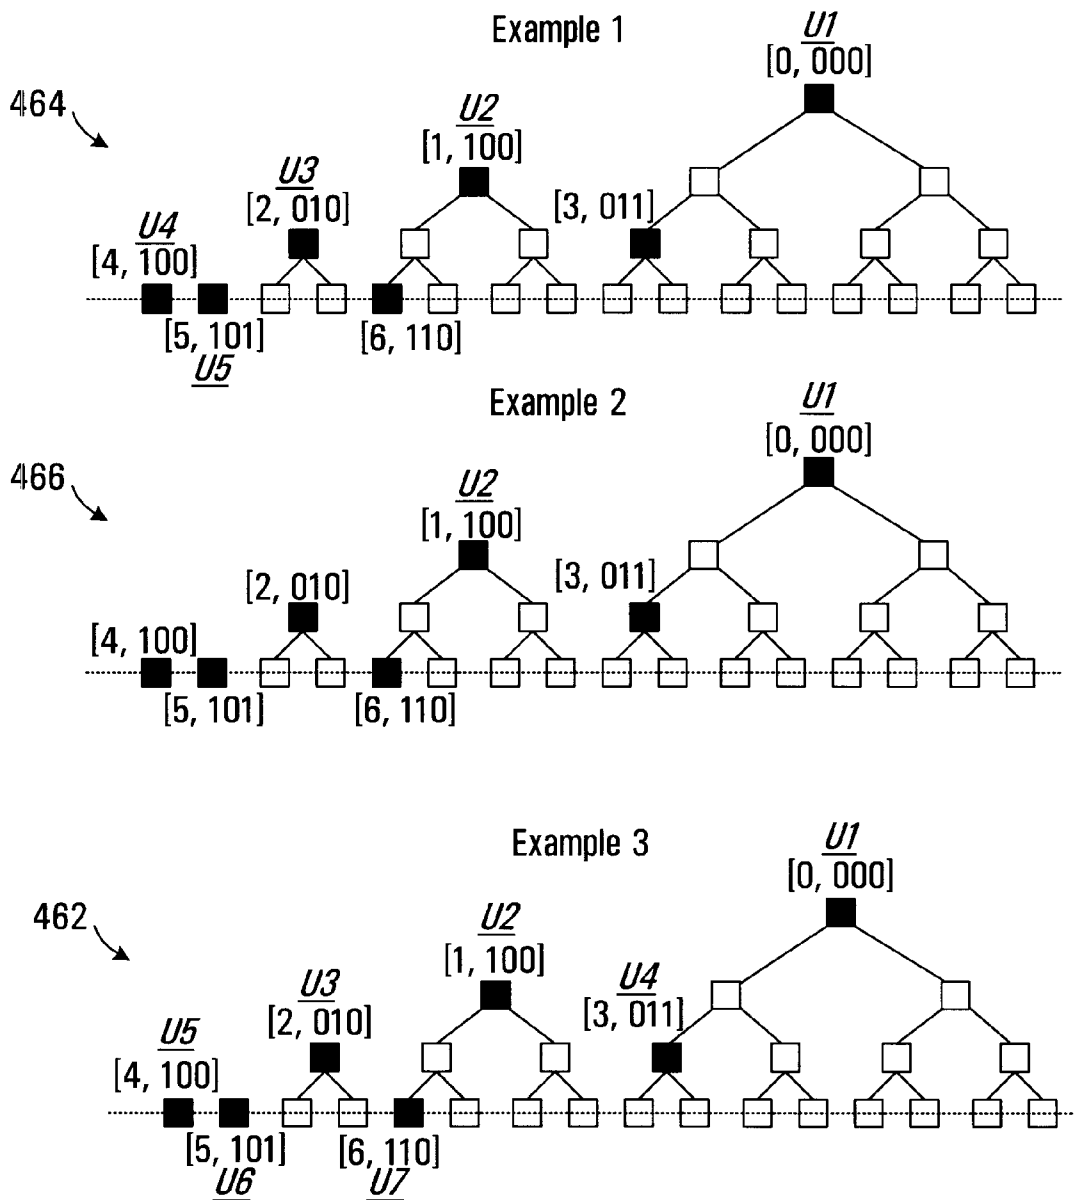 Example 1
U1
[0, 000]
464
U2
[1, 100]
U3
[2, 010]
[3, 011]
U4
[4, 100]
[5, 101]
U5
[6, 110]
Example 2
U1
[0, 000]
466
U2
[1, 100]
[2, 010]
[3, 011]
[4, 100]
[5, 101]
[6, 110]
Example 3
U1
[0, 000]
462
U2
[1, 100]
U3
[2, 010]
U4
[3, 011]
U5
[4, 100]
[5, 101]
[6, 110]
U6
U7